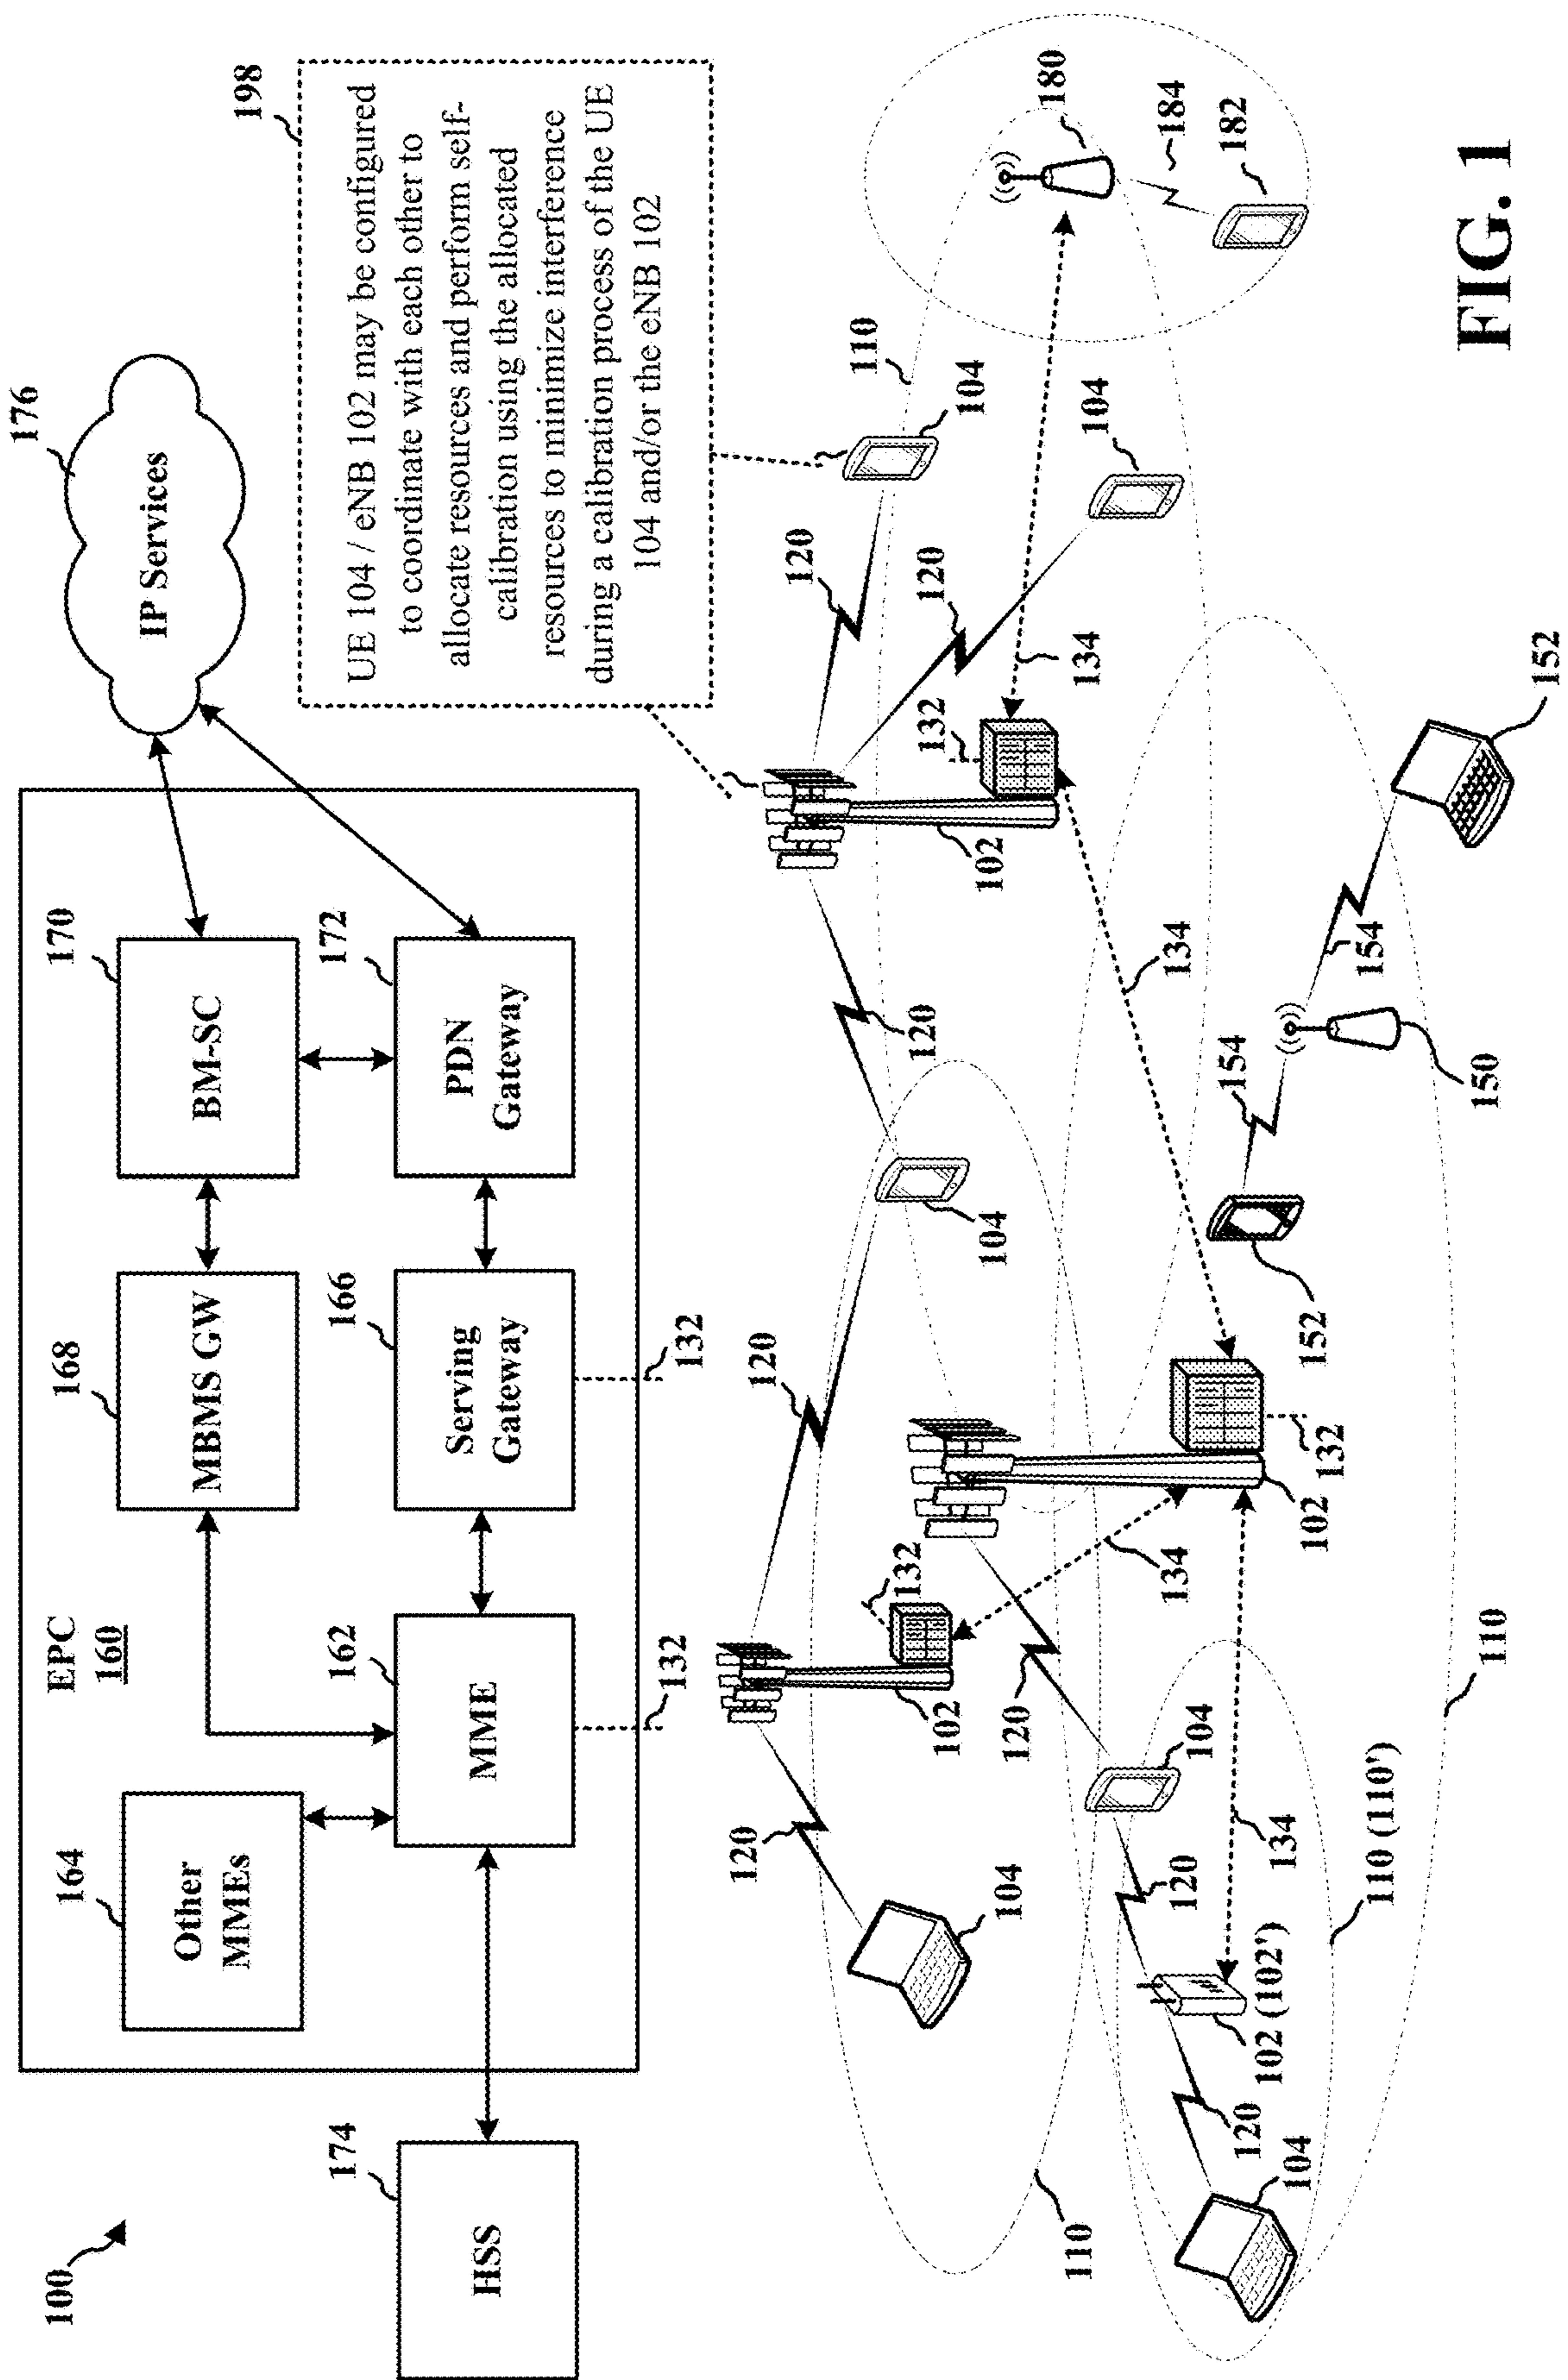 100
EPC
160
174
HSS
164
Other
MMEs
162
MME
168
MBMS GW
166
Serving
Gateway
170
BM-SC
172
PDN
Gateway
176
IP Services
132
132
198
UE 104 / eNB 102 may be configured
to coordinate with each other to
allocate resources and perform self-
calibration using the allocated
resources to minimize interference
during a calibration process of the UE
104 and/or the eNB 102
120
120
120
120
120
110
104
132
102
132
102
104
104
104
180
184
182
134
110
104
120
102 (102')
120
104
120
134
134
132
102
134
154
154
152
150
152
110 (110')
110
FIG. 1